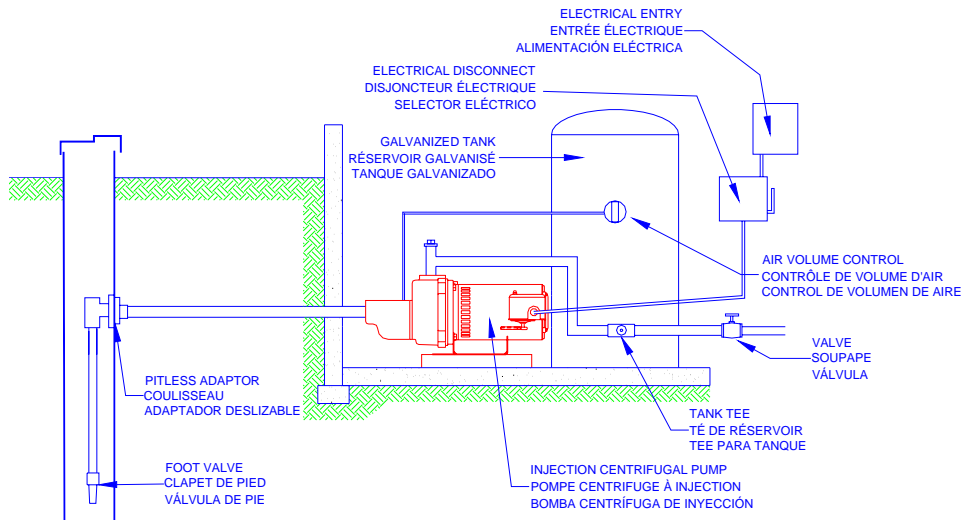 ELECTRICAL ENTRY
ENTRÉE ÉLECTRIQUE
ALIMENTACIÓN ELÉCTRICA
ELECTRICAL DISCONNECT
DISJONCTEUR ÉLECTRIQUE
SELECTOR ELÉCTRICO
GALVANIZED TANK
RÉSERVOIR GALVANISÉ
TANQUE GALVANIZADO
AIR VOLUME CONTROL
CONTRÔLE DE VOLUME D'AIR
CONTROL DE VOLUMEN DE AIRE
VALVE
SOUPAPE
VÁLVULA
PITLESS ADAPTOR
COULISSEAU
ADAPTADOR DESLIZABLE
TANK TEE
TÉ DE RÉSERVOIR
TEE PARA TANQUE
FOOT VALVE
CLAPET DE PIED
VÁLVULA DE PIE
INJECTION CENTRIFUGAL PUMP
POMPE CENTRIFUGE À INJECTION
BOMBA CENTRÍFUGA DE INYECCIÓN